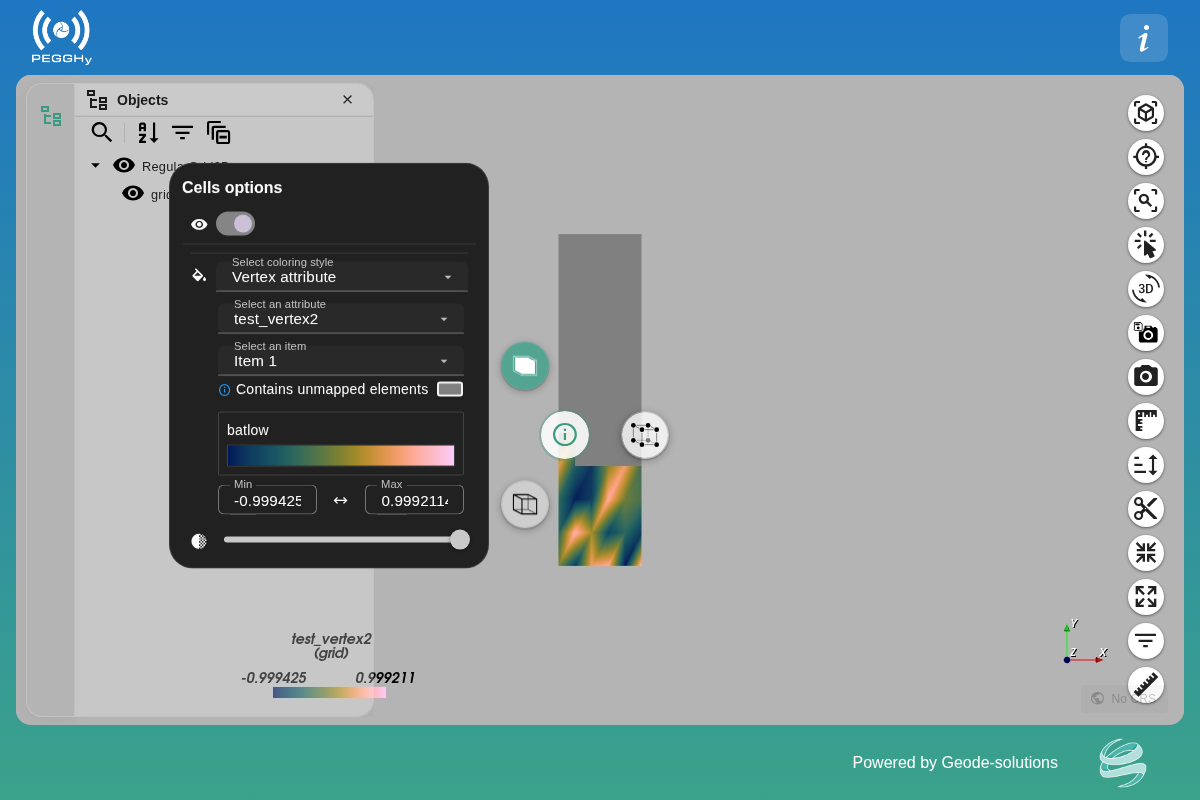 PEGGHy
i
Objects
A
Z
Regula
grid
Cells options
Select coloring style
Vertex attribute
Select an attribute
test_vertex2
Select an item
Item 1
Contains unmapped elements
batlow
Min
Max
-0.999425
0.999211
3D
test_vertex2
(grid)
-0.999425
0.999211
Y
Z
X
No CRS
Powered by Geode-solutions